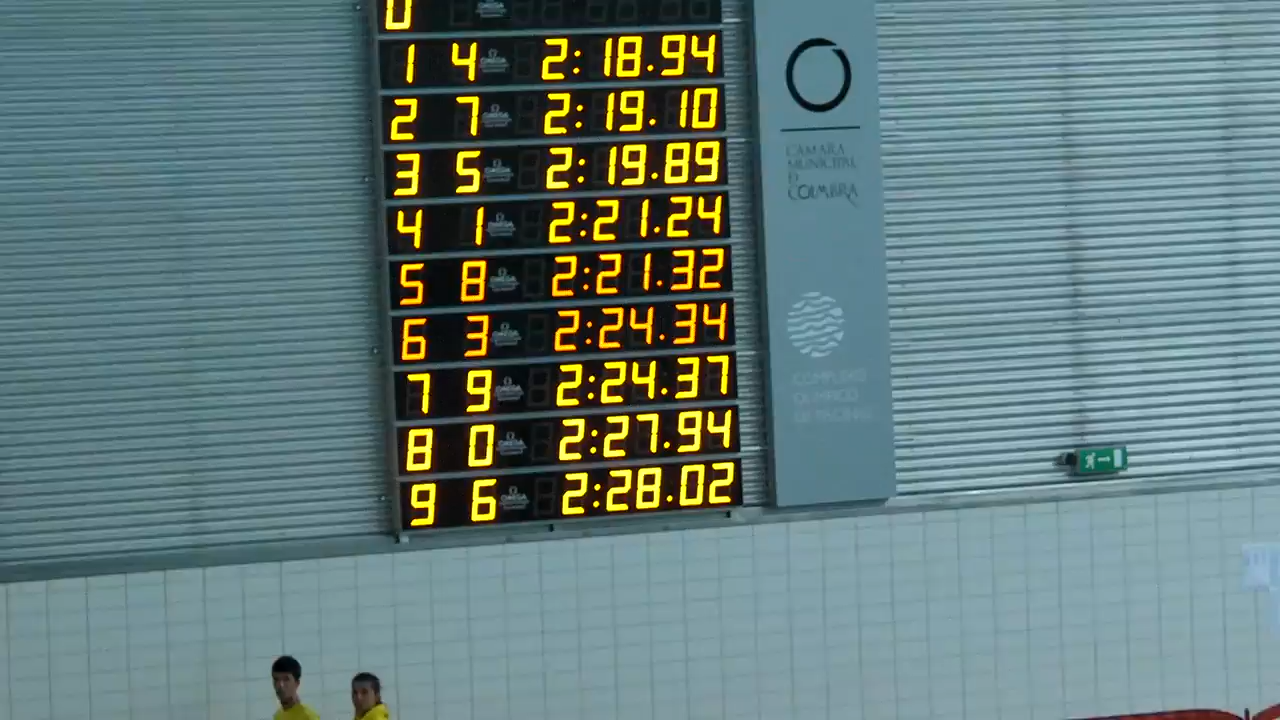 0
1 4 2:18.94
2 7 2:19.10
3 5 2:19.89
4 1 2:21.24
5 8 2:21.32
6 3 2:24.34
7 9 2:24.37
8 0 2:27.94
9 6 2:28.02
CÂMARA
MUNICIPAL
D
COIMBRA